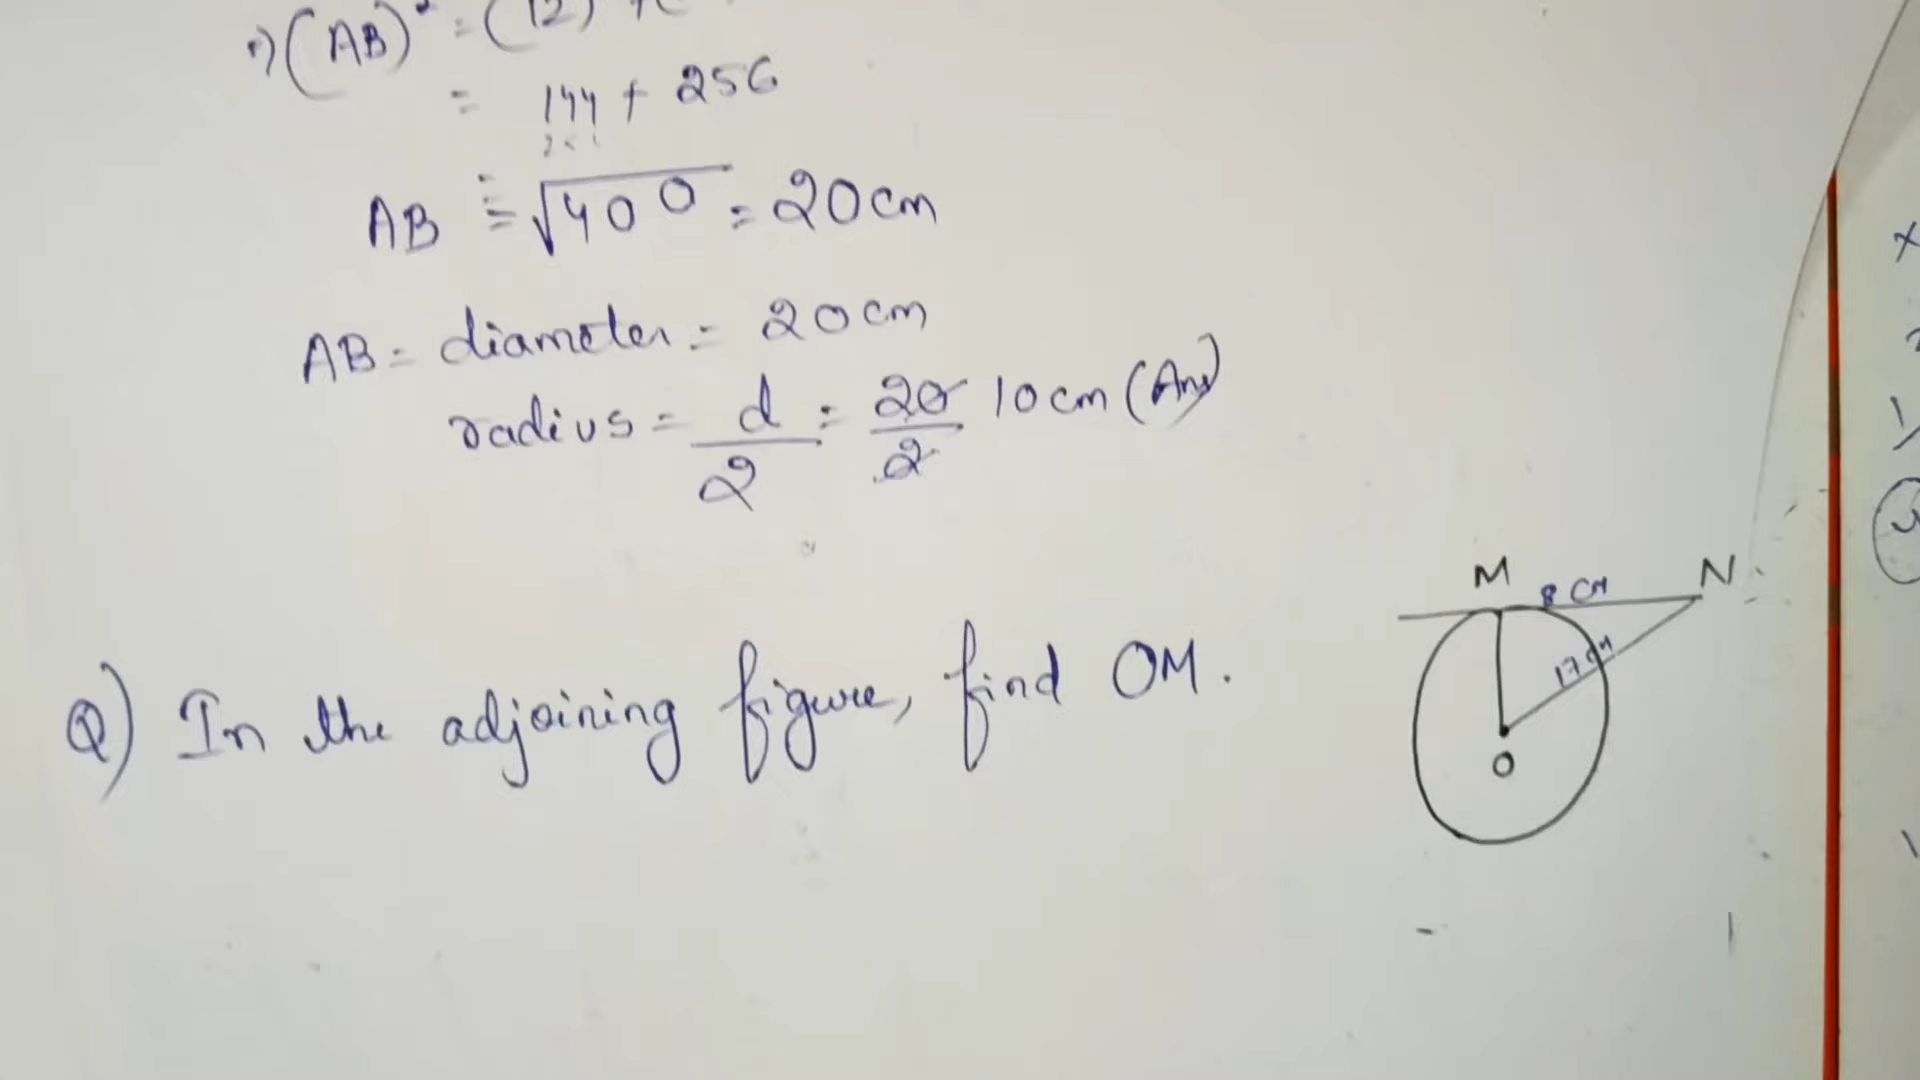 (AB)² = (12)
= 144 + 256
AB = √400 = 20cm
AB = diameter = 20cm
radius = d/2 = 20/2 10cm (Ans)
Q) In the adjoining figure, find OM.
M 8 cm N
17 cm
O